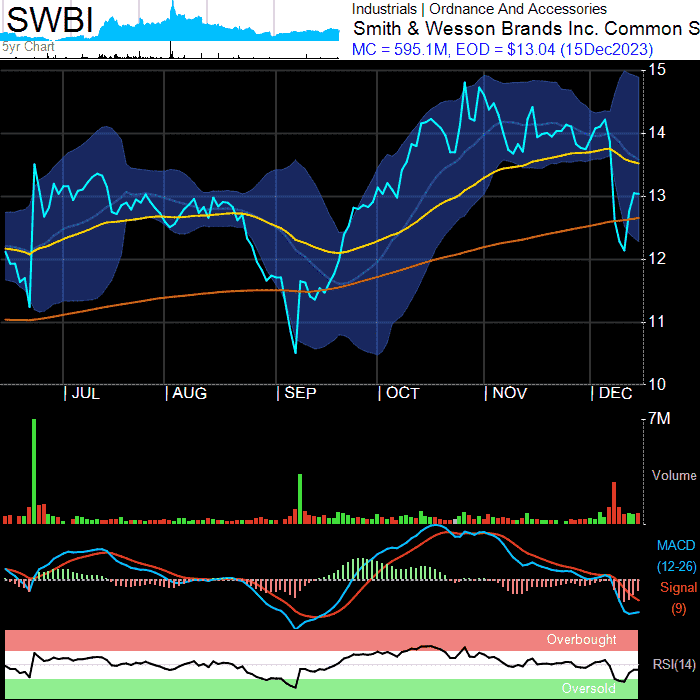 SWBI
5yr Chart
Industrials | Ordnance And Accessories
Smith & Wesson Brands Inc. Common S
MC = 595.1M, EOD = $13.04 (15Dec2023)
15
14
13
12
11
10
| JUL | AUG | SEP | OCT | NOV | DEC
7M
Volume
MACD
(12-26)
Signal
(9)
Overbought
RSI(14)
Oversold